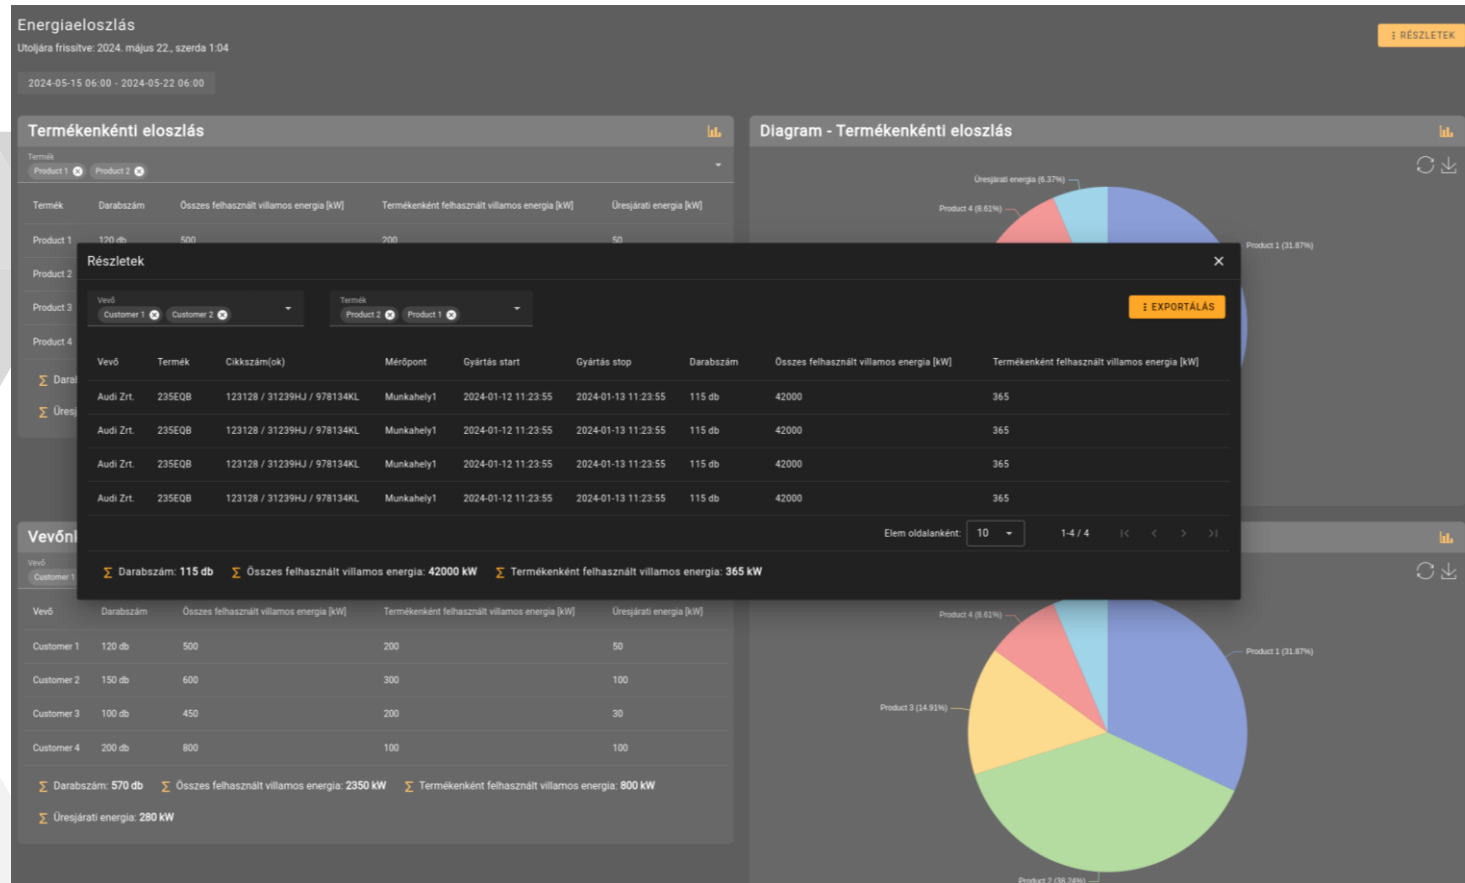 Energiaeloszlás
Utoljára frissítve: 2024. május 22., szerda 1:04
RÉSZLETEK
2024-05-15 06:00 - 2024-05-22 06:00
Termékenkénti eloszlás
Termék
Product 1 Product 2
Termék Darabszám Összes felhasznált villamos energia [kW] Termékenként felhasznált villamos energia [kW] Üresjárati energia [kW]
Product 1 120 db 500 200 50
Product 2
Product 3
Product 4
Σ Darab
Σ Üresj
Diagram - Termékenkénti eloszlás
Üresjárati energia (6.37%)
Product 4 (8.61%)
Product 1 (31.87%)
Részletek
Vevő
Customer 1 Customer 2
Termék
Product 2 Product 1
EXPORTÁLÁS
Vevő Termék Cikkszám(ok) Mérőpont Gyártás start Gyártás stop Darabszám Összes felhasznált villamos energia [kW] Termékenként felhasznált villamos energia [kW]
Audi Zrt. 235EQB 123128 / 31239HJ / 978134KL Munkahely1 2024-01-12 11:23:55 2024-01-13 11:23:55 115 db 42000 365
Audi Zrt. 235EQB 123128 / 31239HJ / 978134KL Munkahely1 2024-01-12 11:23:55 2024-01-13 11:23:55 115 db 42000 365
Audi Zrt. 235EQB 123128 / 31239HJ / 978134KL Munkahely1 2024-01-12 11:23:55 2024-01-13 11:23:55 115 db 42000 365
Audi Zrt. 235EQB 123128 / 31239HJ / 978134KL Munkahely1 2024-01-12 11:23:55 2024-01-13 11:23:55 115 db 42000 365
Elem oldalanként: 10 1-4 / 4
Σ Darabszám: 115 db Σ Összes felhasznált villamos energia: 42000 kW Σ Termékenként felhasznált villamos energia: 365 kW
Vevőnk
Vevő
Customer 1
Vevő Darabszám Összes felhasznált villamos energia [kW] Termékenként felhasznált villamos energia [kW] Üresjárati energia [kW]
Customer 1 120 db 500 200 50
Customer 2 150 db 600 300 100
Customer 3 100 db 450 200 30
Customer 4 200 db 800 100 100
Σ Darabszám: 570 db Σ Összes felhasznált villamos energia: 2350 kW Σ Termékenként felhasznált villamos energia: 800 kW
Σ Üresjárati energia: 280 kW
Product 4 (8.61%)
Product 1 (31.87%)
Product 3 (14.91%)
Product 2 (38.24%)